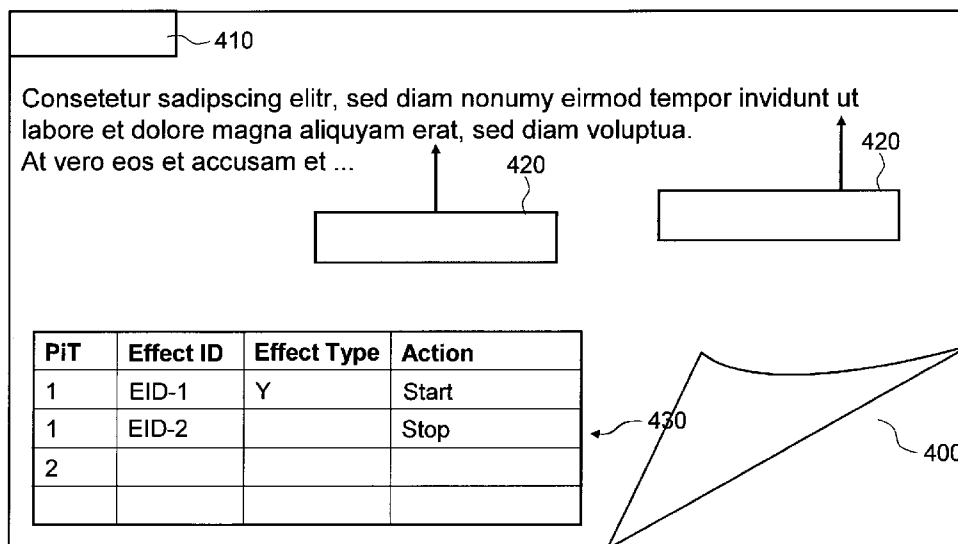 410
Consetetur sadipscing elitr, sed diam nonumy eirmod tempor invidunt ut
labore et dolore magna aliquyam erat, sed diam voluptua.
At vero eos et accusam et ...
420
420
PiT Effect ID Effect Type Action
1 EID-1 Y Start
1 EID-2 Stop
2
430
400